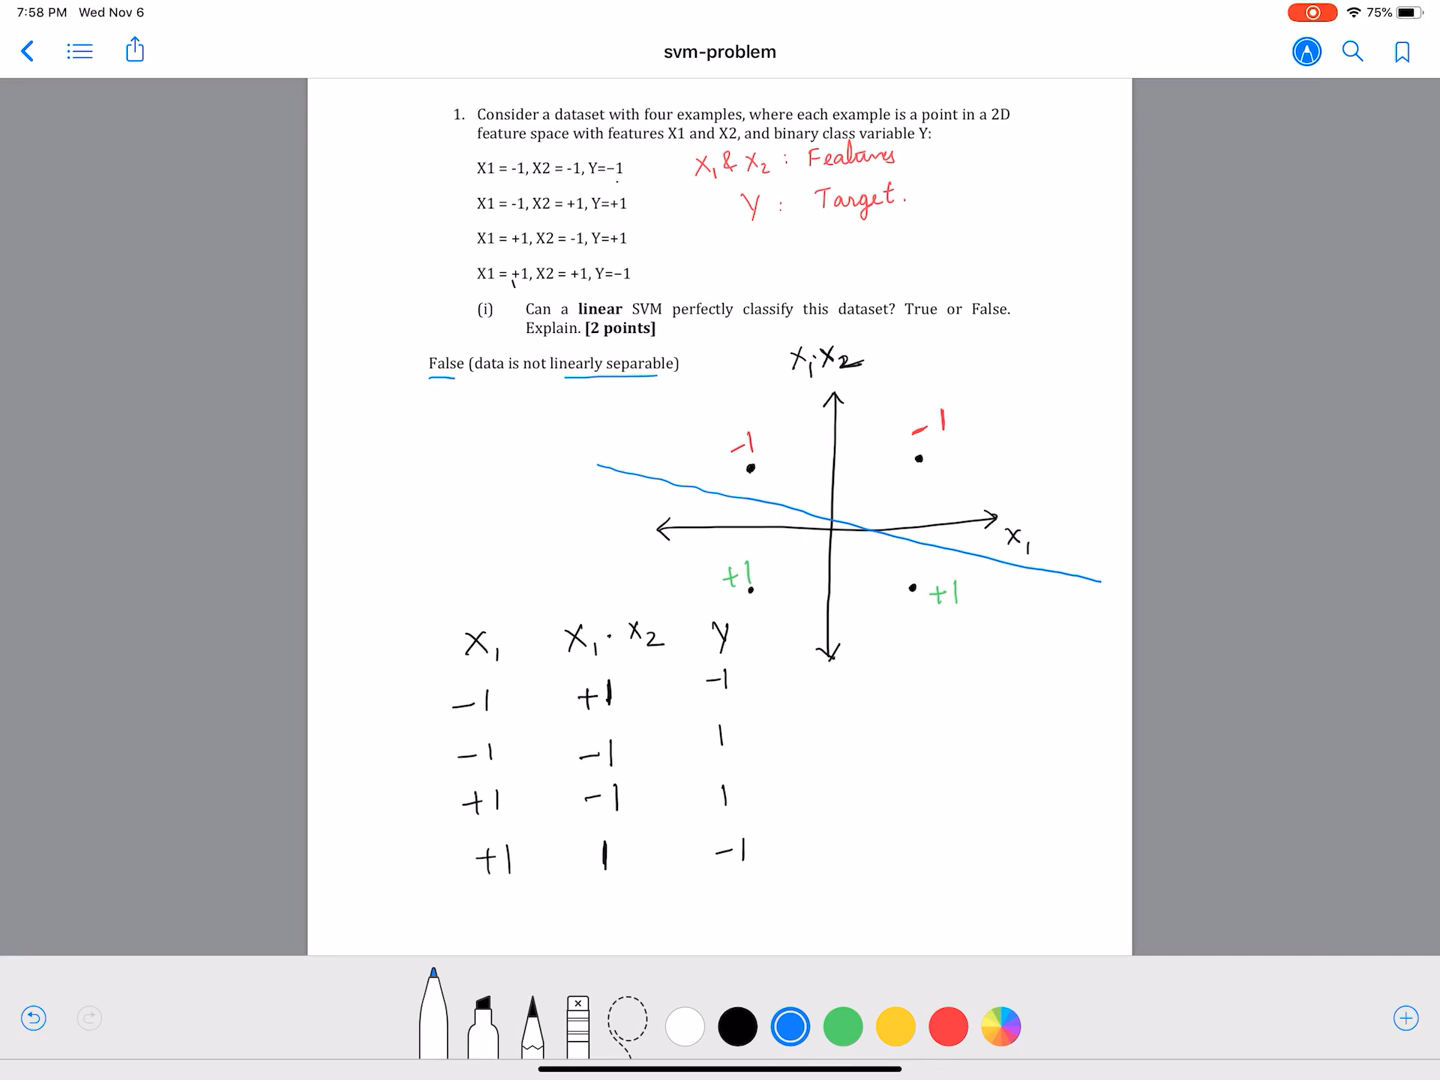 7:58 PM Wed Nov 6
75%
svm-problem
1. Consider a dataset with four examples, where each example is a point in a 2D
feature space with features X1 and X2, and binary class variable Y:
X1 = -1, X2 = -1, Y=−1
X1 & X2 : Features
X1 = -1, X2 = +1, Y=+1
Y : Target.
X1 = +1, X2 = -1, Y=+1
X1 = +1, X2 = +1, Y=−1
(i) Can a linear SVM perfectly classify this dataset? True or False.
Explain. [2 points]
False (data is not linearly separable)
X1·X2
-1
-1
X1
+1
+1
X1 X1·X2 Y
-1 +1 -1
-1 -1 1
+1 -1 1
+1 1 -1